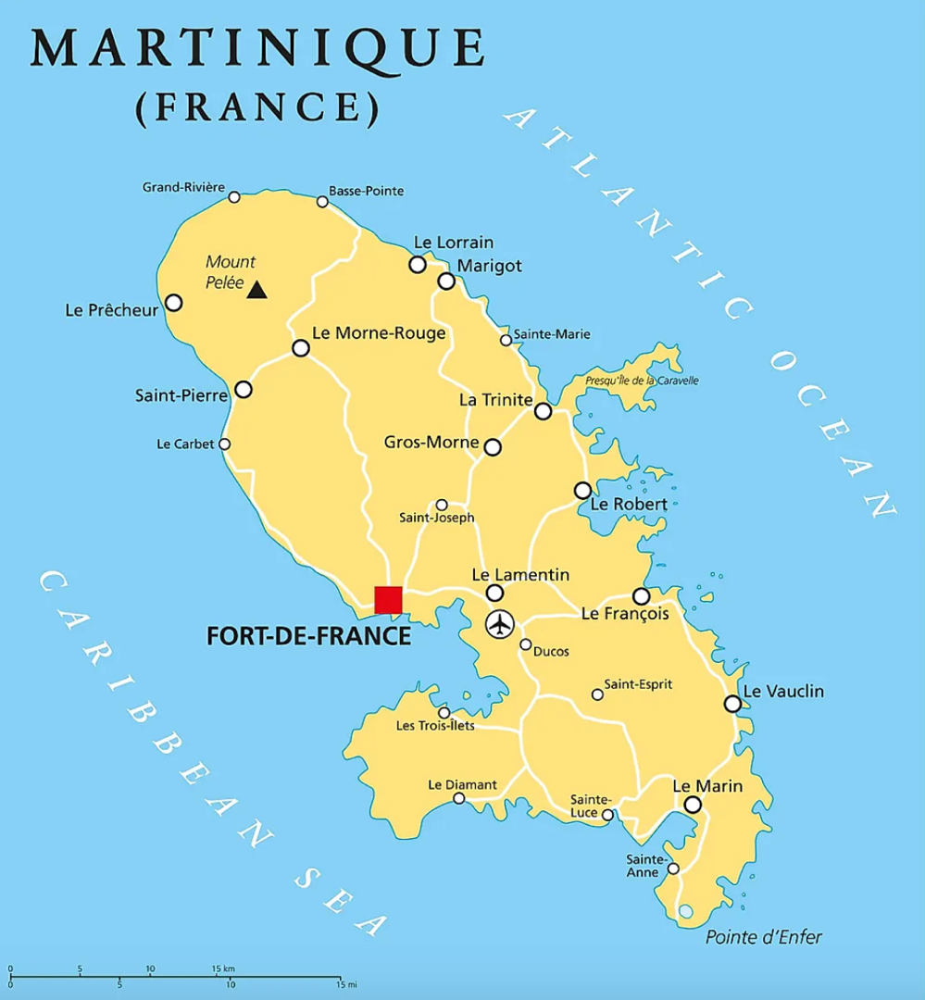 MARTINIQUE
(FRANCE)
ATLANTIC OCEAN
Grand-Rivière
Basse-Pointe
Le Lorrain
Marigot
Mount
Pelée
Le Prêcheur
Le Morne-Rouge
Sainte-Marie
Presqu'Île de la Caravelle
Saint-Pierre
La Trinite
Le Carbet
Gros-Morne
Le Robert
Saint-Joseph
Le Lamentin
Le François
CARIBBEAN SEA
FORT-DE-FRANCE
Ducos
Saint-Esprit
Le Vauclin
Les Trois-Îlets
Le Diamant
Le Marin
Sainte-
Luce
Sainte-
Anne
Pointe d'Enfer
0 5 10 15 km
0 5 10 15 mi